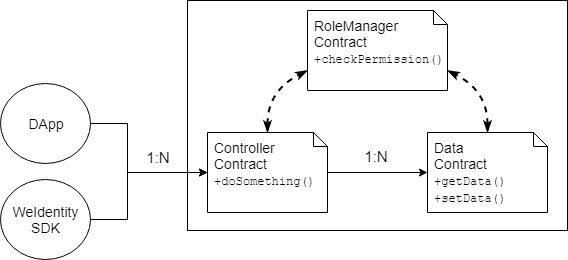 RoleManager
Contract
+checkPermission()
DApp
1:N
Controller
Contract
+doSomething()
1:N
Data
Contract
+getData()
+setData()
WeIdentity
SDK